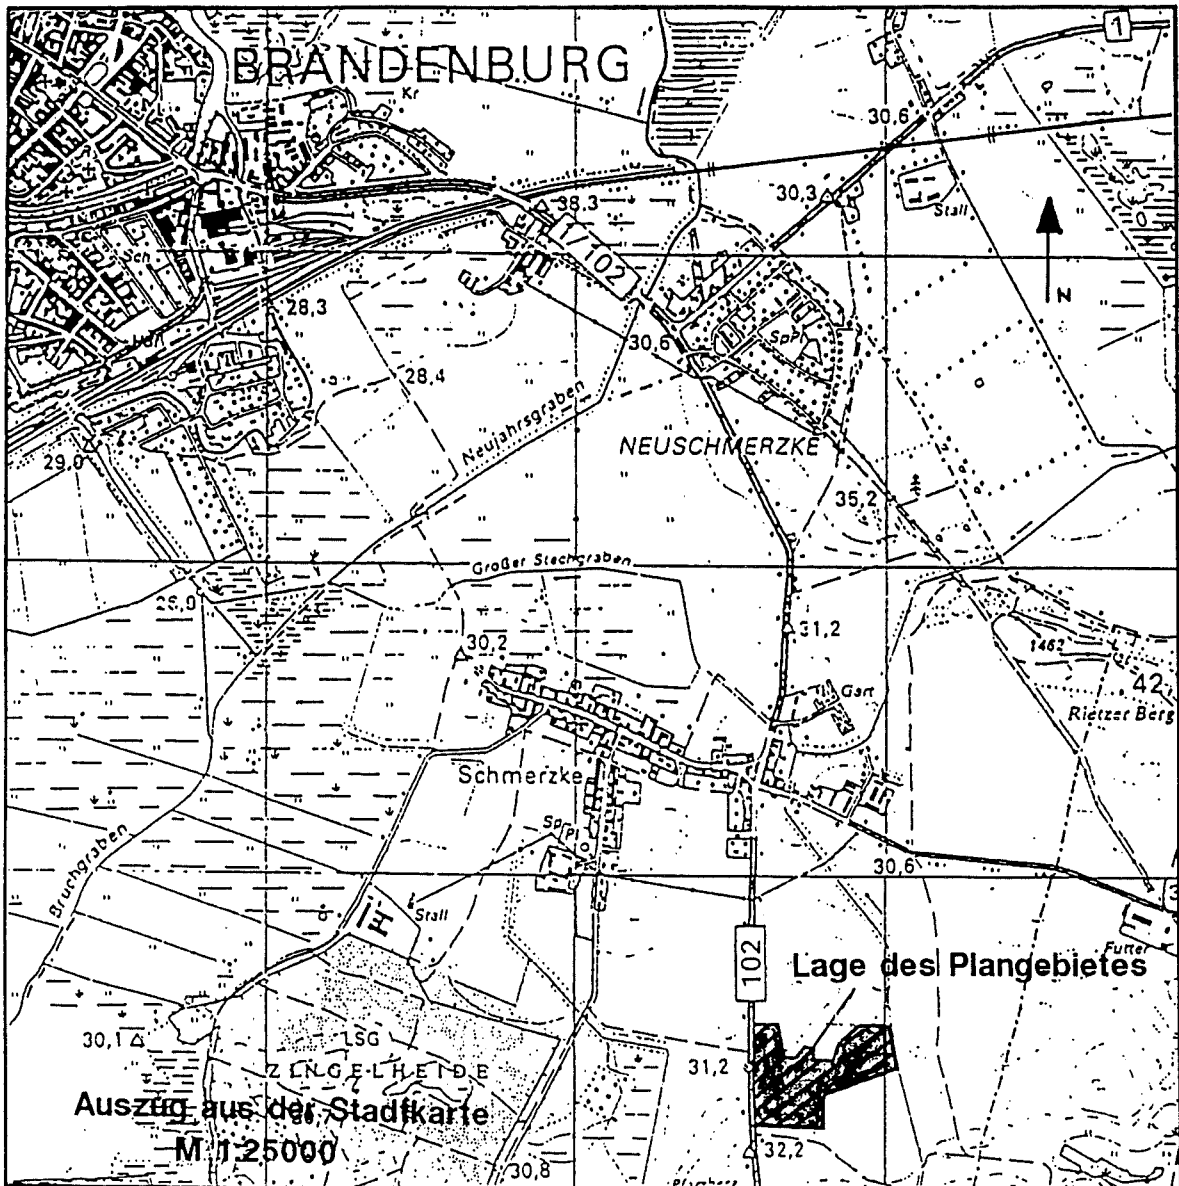 BRANDENBURG
Kr
1
30,6
30,3
Stall
38,3
1/102
N
Sch
28,3
30,6
SpPl
28,4
Neujahrsgraben
NEUSCHMERZKE
29,0
35,2
Großer Stechgraben
31,2
30,2
1462
Gart
42
Rietzer Berg
Schmerzke
SpPl
Bruchgraben
30,6
Stall
Futter
102
Lage des Plangebietes
LSG
30,1
ZINGELHEIDE
31,2
Auszug aus der Stadtkarte
M 1:25000
30,8
32,2